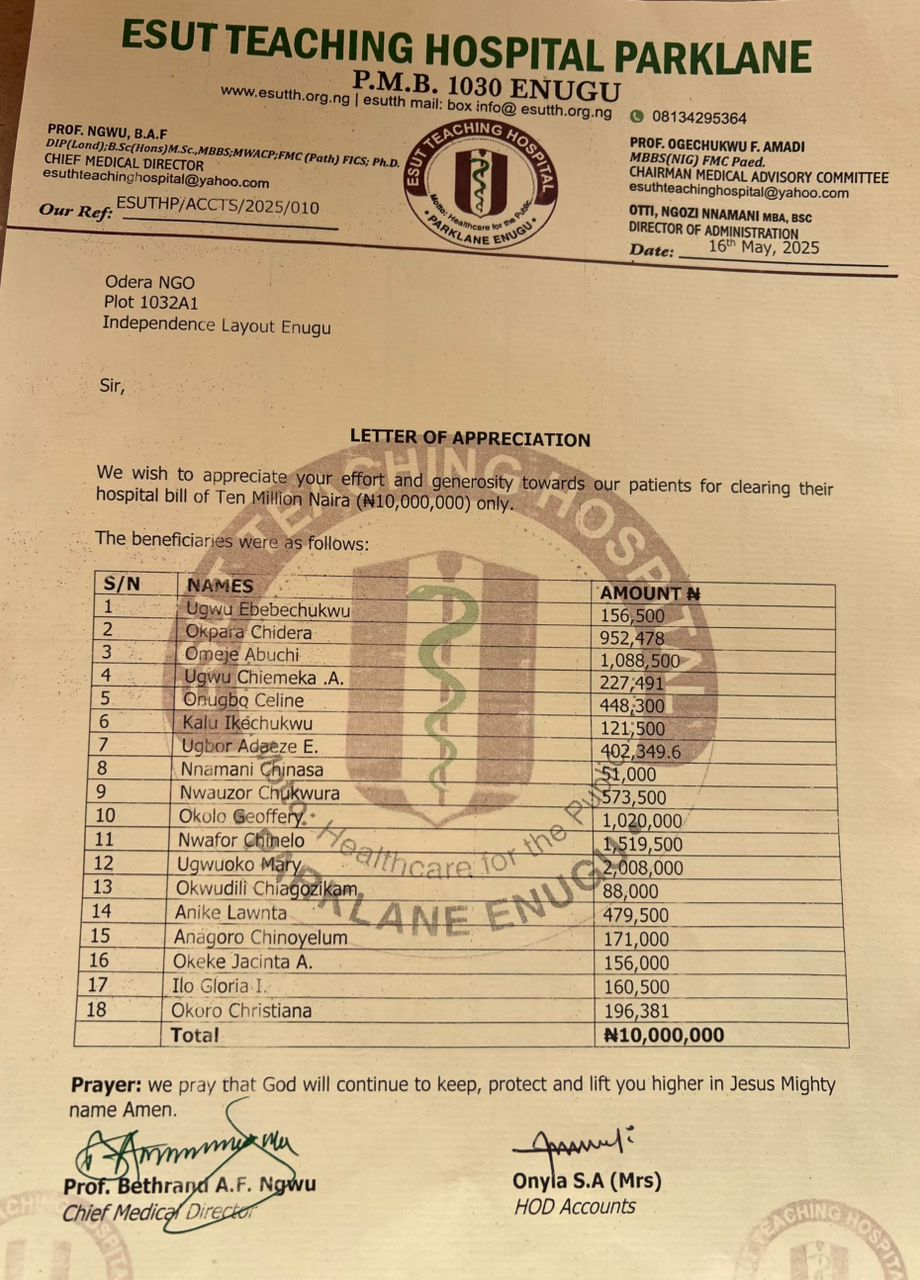 ESUT TEACHING HOSPITAL PARKLANE
P.M.B. 1030 ENUGU
www.esutth.org.ng | esutth mail: box info@ esutth.org.ng
08134295364
PROF. NGWU, B.A.F
DIP(Lond);B.Sc(Hons)M.Sc.,MBBS;MWACP;FMC (Path) FICS; Ph.D.
CHIEF MEDICAL DIRECTOR
esuthteachinghospital@yahoo.com
Our Ref: ESUTHP/ACCTS/2025/010
ESUT TEACHING HOSPITAL
Motto: Healthcare for the Public
• PARKLANE ENUGU •
PROF. OGECHUKWU F. AMADI
MBBS(NIG) FMC Paed.
CHAIRMAN MEDICAL ADVISORY COMMITTEE
esuthteachinghospital@yahoo.com
OTTI, NGOZI NNAMANI MBA, BSC
DIRECTOR OF ADMINISTRATION
Date: 16th May, 2025
Odera NGO
Plot 1032A1
Independence Layout Enugu
Sir,
LETTER OF APPRECIATION
We wish to appreciate your effort and generosity towards our patients for clearing their
hospital bill of Ten Million Naira (₦10,000,000) only.
The beneficiaries were as follows:
S/N NAMES AMOUNT ₦
1 Ugwu Ebebechukwu 156,500
2 Okpara Chidera 952,478
3 Omeje Abuchi 1,088,500
4 Ugwu Chiemeka .A. 227,491
5 Onugbo Celine 448,300
6 Kalu Ikechukwu 121,500
7 Ugbor Adaeze E. 402,349.6
8 Nnamani Chinasa 51,000
9 Nwauzor Chukwura 573,500
10 Okolo Geoffery. 1,020,000
11 Nwafor Chinelo 1,519,500
12 Ugwuoko Mary 2,008,000
13 Okwudili Chiagozikam 88,000
14 Anike Lawnta 479,500
15 Anagoro Chinoyelum 171,000
16 Okeke Jacinta A. 156,000
17 Ilo Gloria I. 160,500
18 Okoro Christiana 196,381
Total ₦10,000,000
ESUT TEACHING HOSPITAL
Motto: Healthcare for the Public
• PARKLANE ENUGU •
Prayer: we pray that God will continue to keep, protect and lift you higher in Jesus Mighty
name Amen.
Prof. Bethrand A.F. Ngwu
Chief Medical Director
Onyia S.A (Mrs)
HOD Accounts